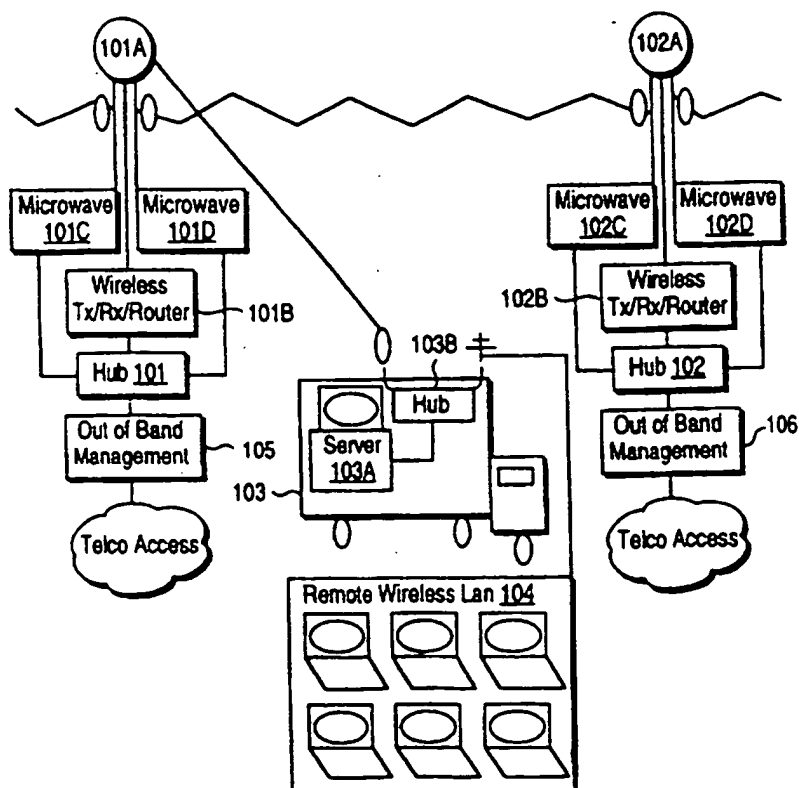 101A
102A
Microwave
101C
Microwave
101D
Microwave
102C
Microwave
102D
Wireless
Tx/Rx/Router
101B
102B
Wireless
Tx/Rx/Router
103B
Hub 101
Hub
Hub 102
Out of Band
Management
105
Server
103A
103
Out of Band
Management
106
Telco Access
Telco Access
Remote Wireless Lan 104